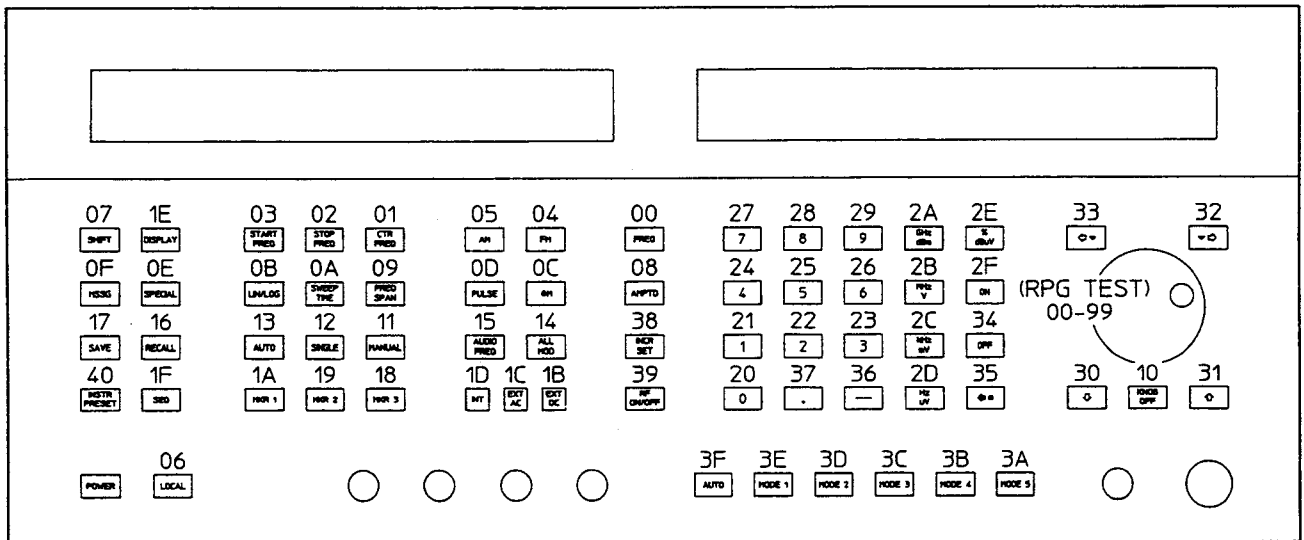 07 1E 03 02 01 05 04 00 27 28 29 2A 2E 33 32
SHIFT DISPLAY START FREQ STOP FREQ CTR FREQ AM FM FREQ 7 8 9 GHz dBm % dBuV
0F 0E 0B 0A 09 0D 0C 08 24 25 26 2B 2F
MSSG SPECIAL LIN/LOG SWEEP TIME FREQ SPAN PULSE ΦM AMPTD 4 5 6 MHz V ON
(RPG TEST)
00-99
17 16 13 12 11 15 14 38 21 22 23 2C 34
SAVE RECALL AUTO SINGLE MANUAL AUDIO FREQ ALL MOD INCR SET 1 2 3 kHz mV OFF
40 1F 1A 19 18 1D 1C 1B 39 20 37 36 2D 35 30 10 31
INSTR PRESET SEQ MKR 1 MKR 2 MKR 3 INT EXT AC EXT DC RF ON/OFF 0 . — Hz uV KNOB OFF
06 3F 3E 3D 3C 3B 3A
POWER LOCAL AUTO MODE 1 MODE 2 MODE 3 MODE 4 MODE 5